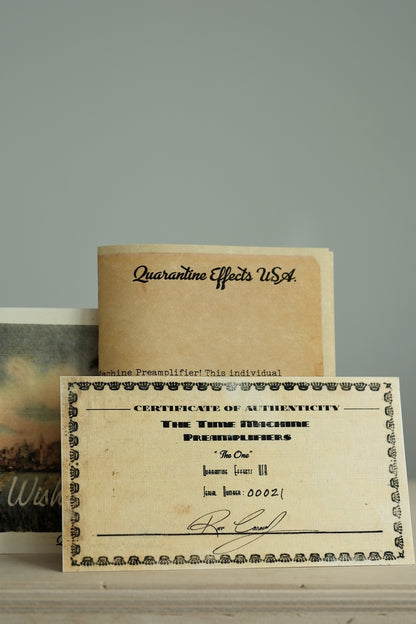 Quarantine Effects USA.
Machine Preamplifier! This individual
Wish
CERTIFICATE OF AUTHENTICITY
The Time Machine
Preamplifiers
"The One"
Quarantine Effects USA
Serial Number: 00021